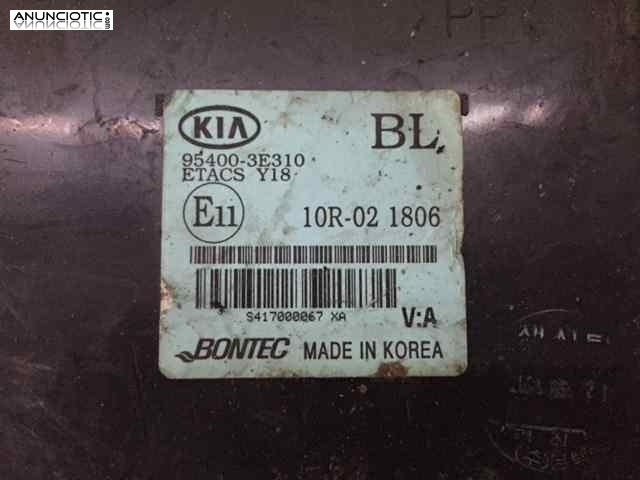 ANUNCIOTIC.com
KIA
BL
95400-3E310
ETACS Y18
E11
10R-02 1806
S417000067 XA
V:A
BONTEC MADE IN KOREA